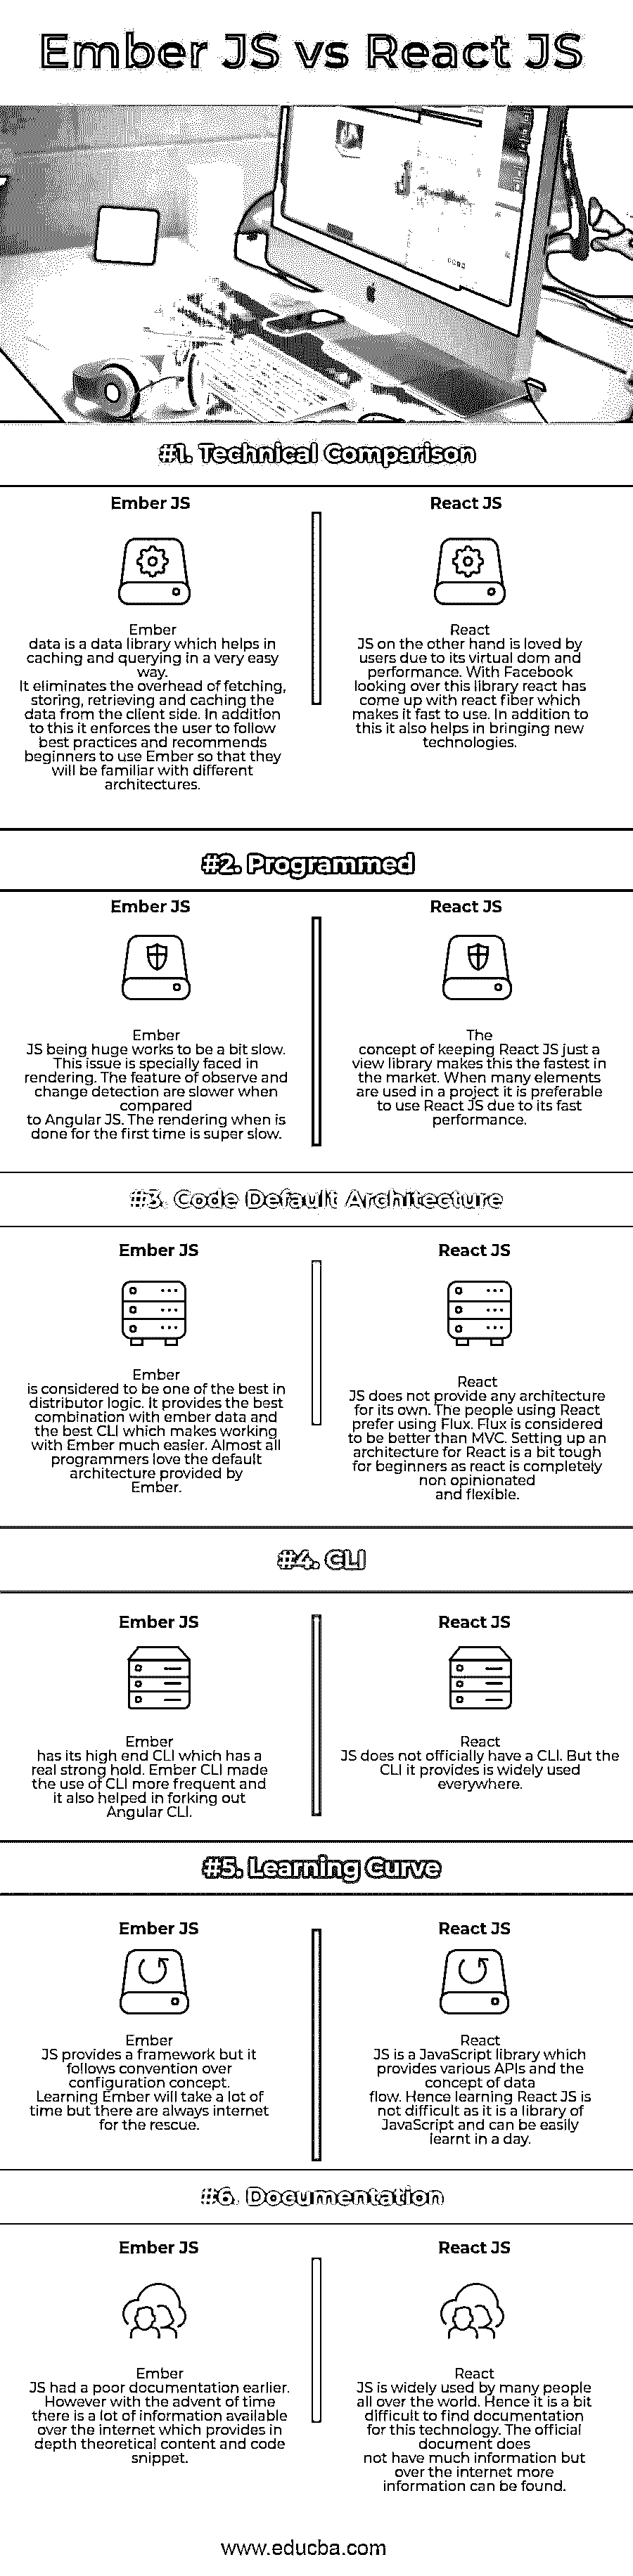 Ember JS vs React JS
#1. Technical Comparison
Ember JS
Ember
data is a data library which helps in
caching and querying in a very easy
way.
It eliminates the overhead of fetching,
storing, retrieving and caching the
data from the client side. In addition
to this it enforces the user to follow
best practices and recommends
beginners to use Ember so that they
will be familiar with different
architectures.
React JS
React
JS on the other hand is loved by
users due to its virtual dom and
performance. With Facebook
looking over this library react has
come up with react fiber which
makes it fast to use. In addition to
this it also helps in bringing new
technologies.
#2. Programmed
Ember JS
Ember
JS being huge works to be a bit slow.
This issue is specially faced in
rendering. The feature of observe and
change detection are slower when
compared
to Angular JS. The rendering when is
done for the first time is super slow.
React JS
The
concept of keeping React JS just a
view library makes this the fastest in
the market. When many elements
are used in a project it is preferable
to use React JS due to its fast
performance.
#3. Code Default Architecture
Ember JS
Ember
is considered to be one of the best in
distributor logic. It provides the best
combination with ember data and
the best CLI which makes working
with Ember much easier. Almost all
programmers love the default
architecture provided by
Ember.
React JS
React
JS does not provide any architecture
for its own. The people using React
prefer using Flux. Flux is considered
to be better than MVC. Setting up an
architecture for React is a bit tough
for beginners as react is completely
non opinionated
and flexible.
#4. CLI
Ember JS
Ember
has its high end CLI which has a
real strong hold. Ember CLI made
the use of CLI more frequent and
it also helped in forking out
Angular CLI.
React JS
React
JS does not officially have a CLI. But the
CLI it provides is widely used
everywhere.
#5. Learning Curve
Ember JS
Ember
JS provides a framework but it
follows convention over
configuration concept.
Learning Ember will take a lot of
time but there are always internet
for the rescue.
React JS
React
JS is a JavaScript library which
provides various APIs and the
concept of data
flow. Hence learning React JS is
not difficult as it is a library of
JavaScript and can be easily
learnt in a day.
#6. Documentation
Ember JS
Ember
JS had a poor documentation earlier.
However with the advent of time
there is a lot of information available
over the internet which provides in
depth theoretical content and code
snippet.
React JS
React
JS is widely used by many people
all over the world. Hence it is a bit
difficult to find documentation
for this technology. The official
document does
not have much information but
over the internet more
information can be found.
www.educba.com